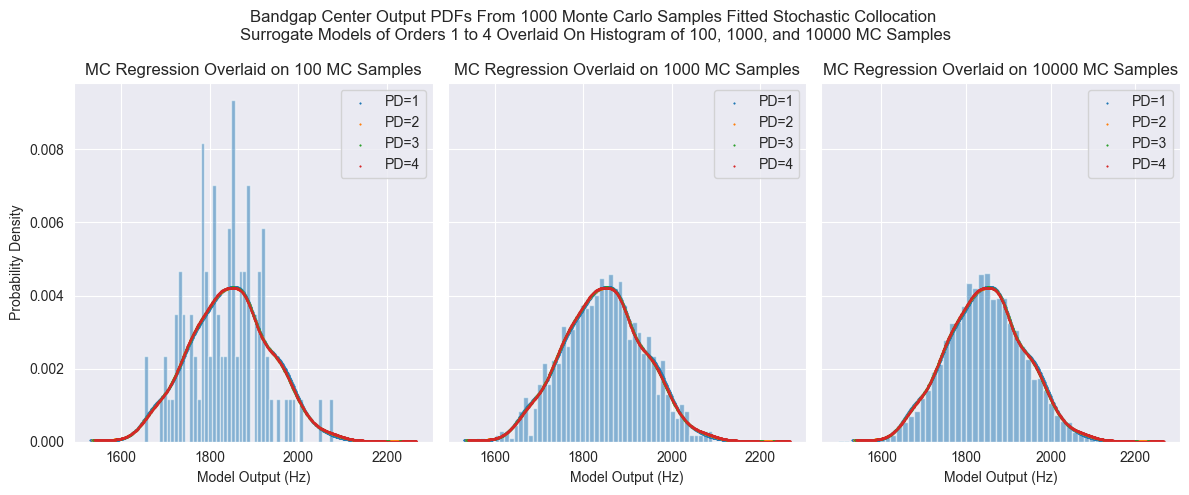 Bandgap Center Output PDFs From 1000 Monte Carlo Samples Fitted Stochastic Collocation
Surrogate Models of Orders 1 to 4 Overlaid On Histogram of 100, 1000, and 10000 MC Samples
MC Regression Overlaid on 100 MC Samples
PD=1
PD=2
PD=3
PD=4
0.008
0.006
0.004
0.002
0.000
Probability Density
1600
1800
2000
2200
Model Output (Hz)
MC Regression Overlaid on 1000 MC Samples
PD=1
PD=2
PD=3
PD=4
1600
1800
2000
2200
Model Output (Hz)
MC Regression Overlaid on 10000 MC Samples
PD=1
PD=2
PD=3
PD=4
1600
1800
2000
2200
Model Output (Hz)